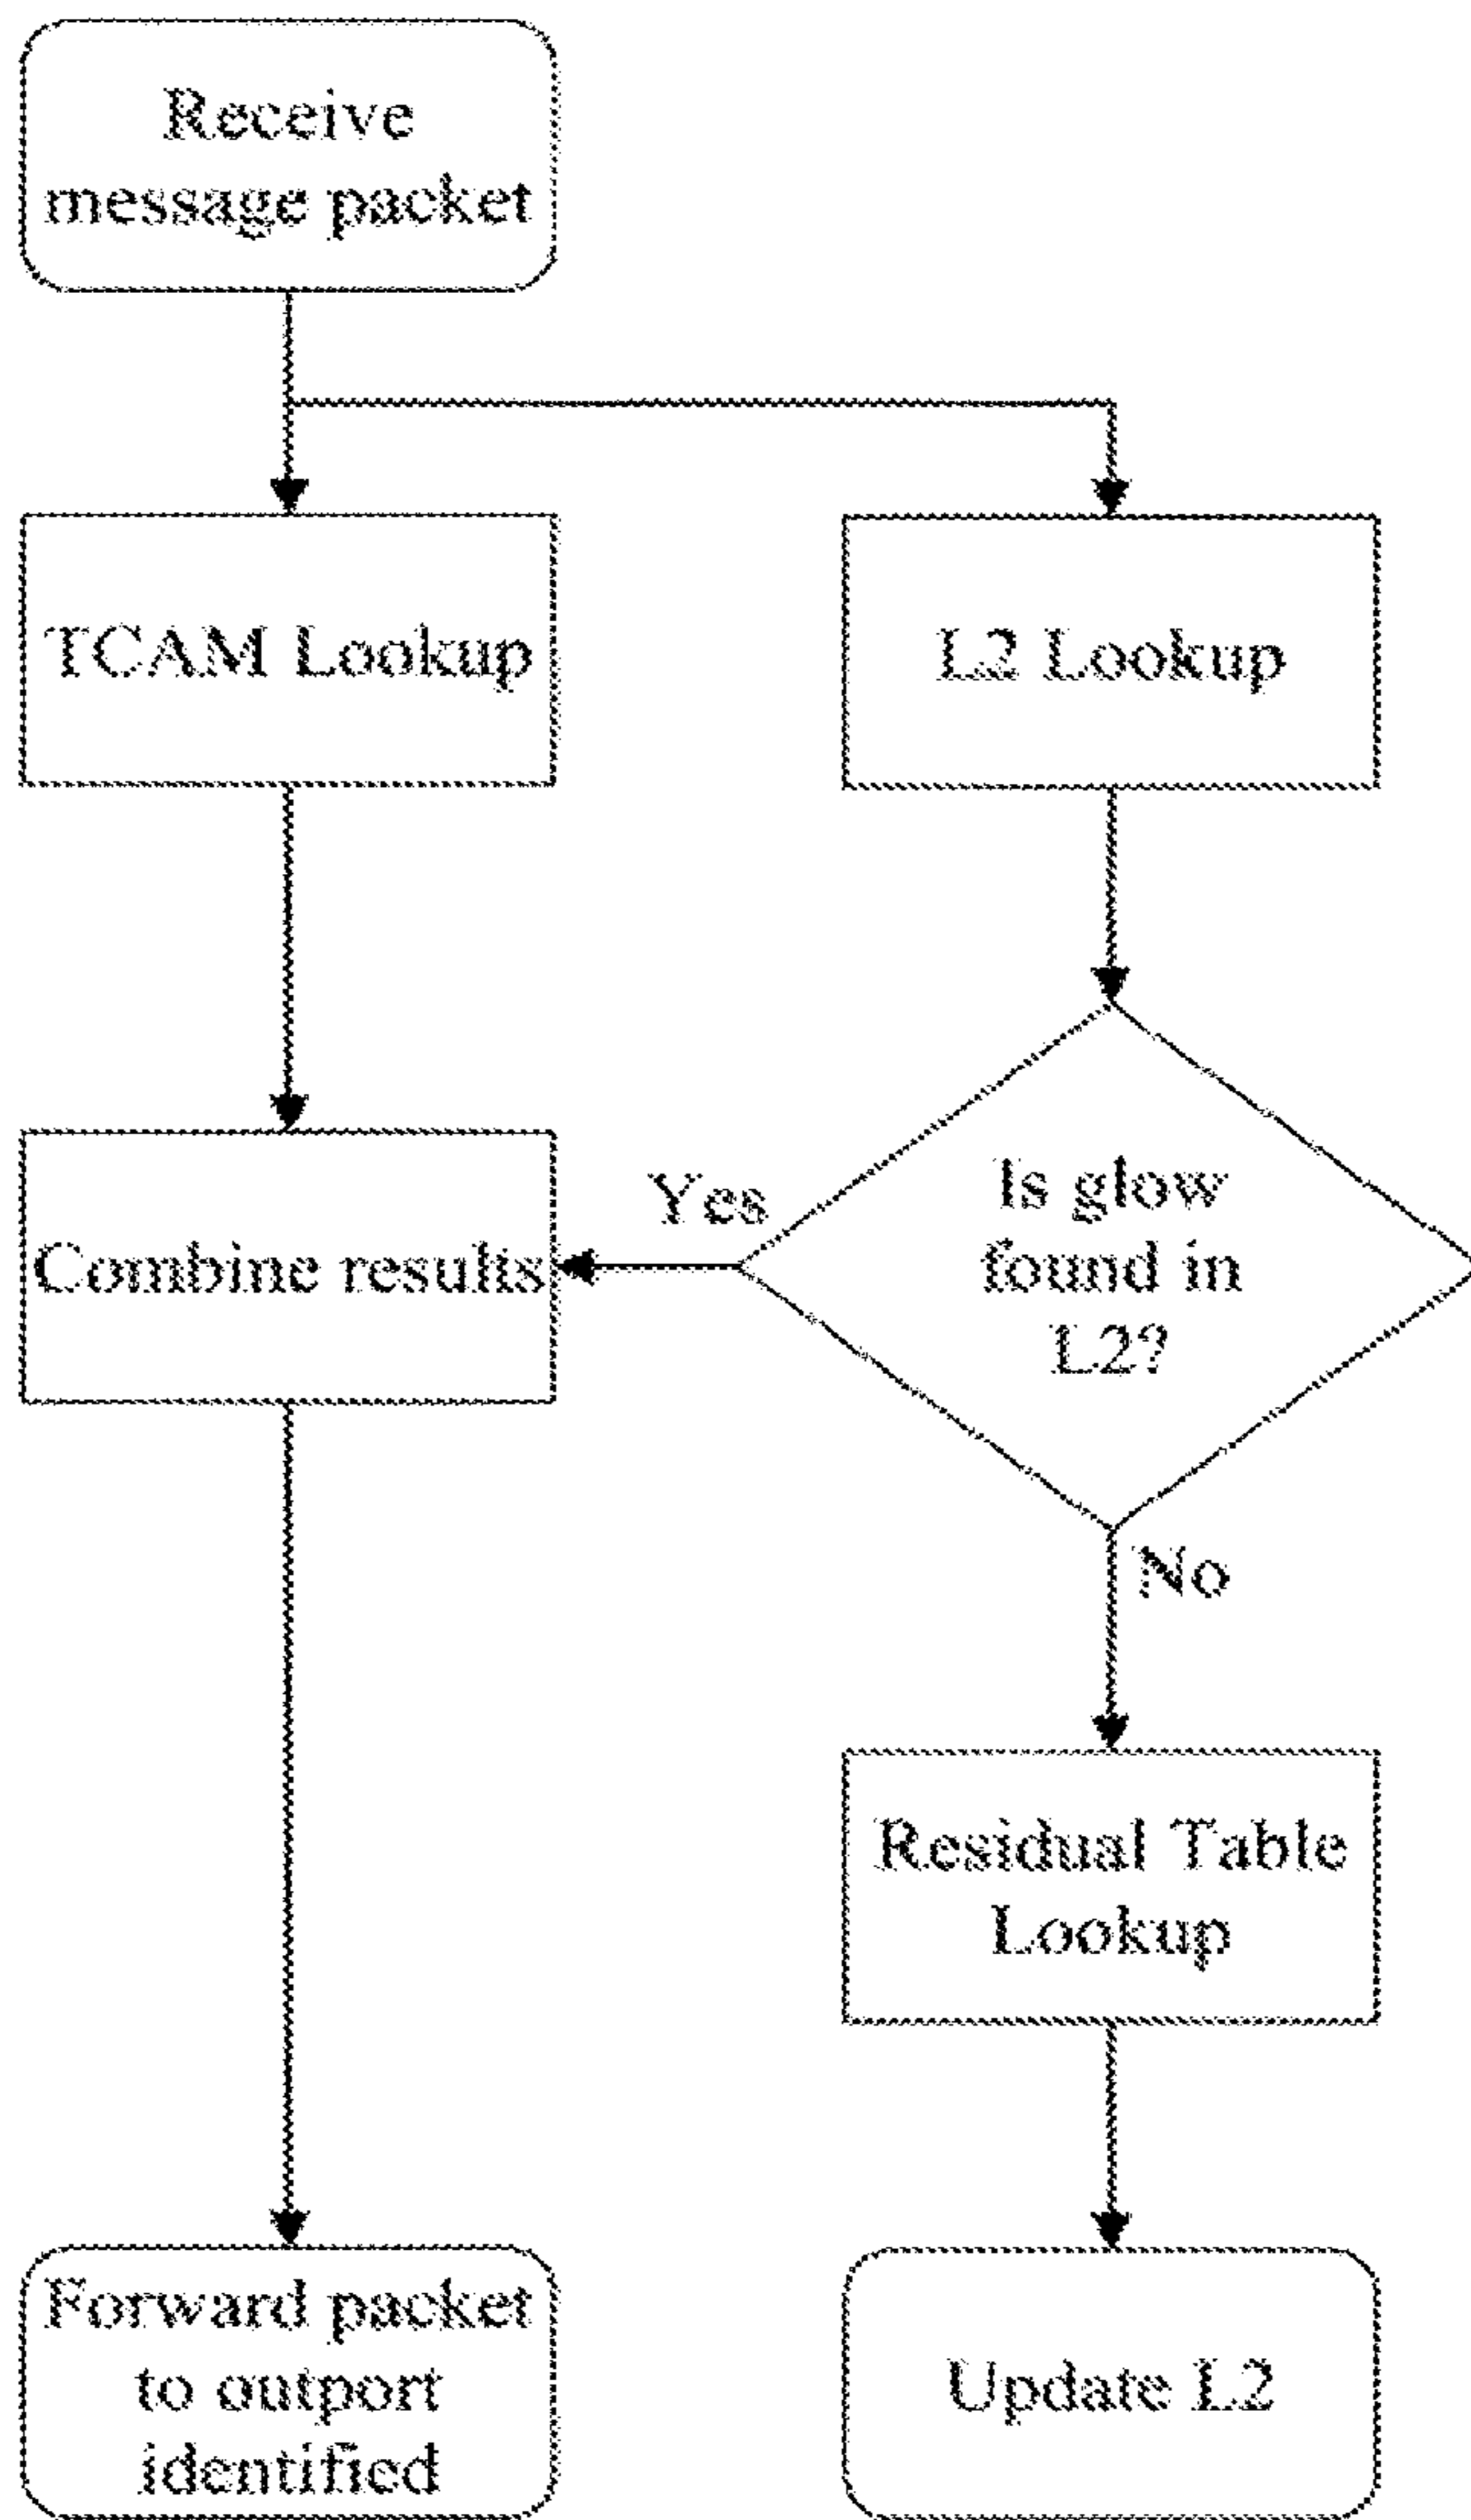 Receive
message packet
TCAM Lookup
L2 Lookup
Combine results
Yes
Is glow
found in
L2?
No
Residual Table
Lookup
Forward packet
to outport
identified
Update L2